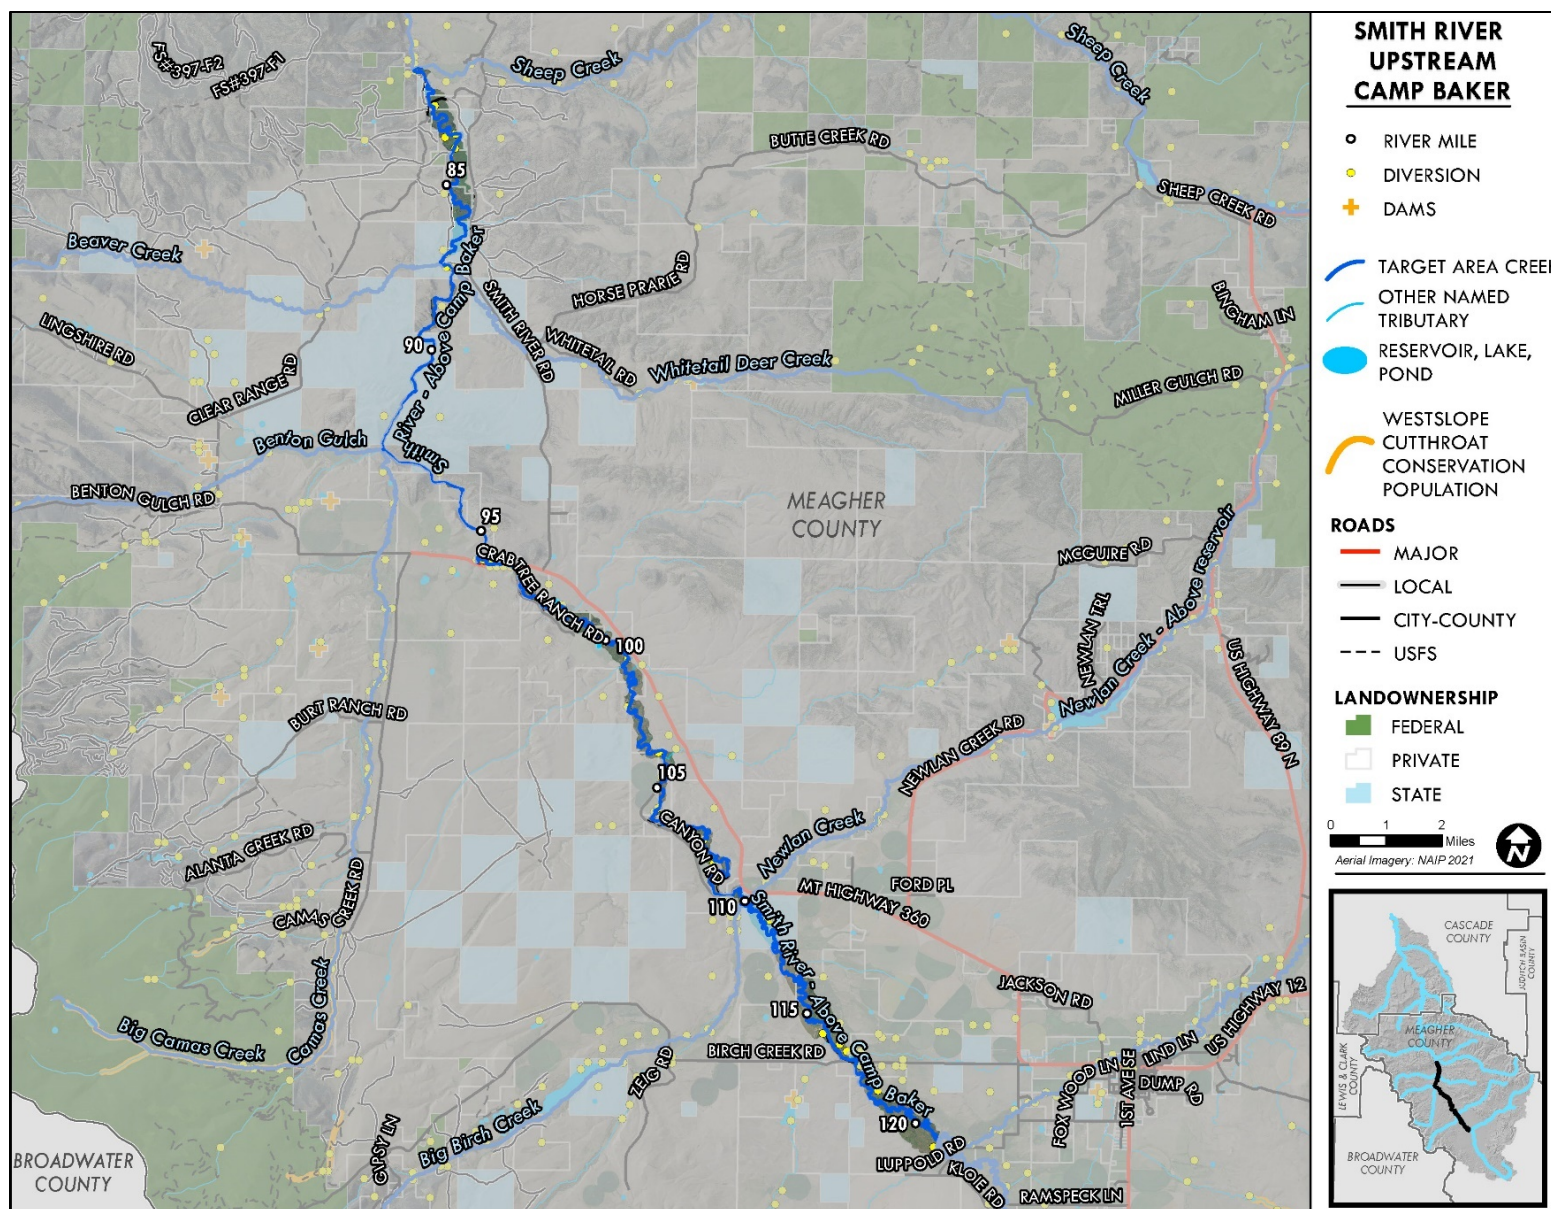 FS#397-F2
FS#397-F1
Sheep Creek
Sheep Creek
BUTTE CREEK RD
85
SHEEP CREEK RD
Beaver Creek
Smith River - Above Camp Baker
SMITH RIVER RD
HORSE PRARIE RD
BINGHAM LN
LINGSHIRE RD
90
WHITETAIL RD
Whitetail Deer Creek
CLEAR RANGE RD
MILLER GULCH RD
Benton Gulch
BENTON GULCH RD
MEAGHER
COUNTY
95
CRABTREE RANCH RD
MCGUIRE RD
Newlan Creek - Above reservoir
NEWLAN TRL
100
US HIGHWAY 89 N
BURT RANCH RD
NEWLAN CREEK RD
105
CANYON RD
Newlan Creek
ALANTA CREEK RD
CAMAS CREEK RD
CAMAS
FORD PL
MT HIGHWAY 360
110
Smith River - Above Camp Baker
JACKSON RD
Camas Creek
Big Camas Creek
115
US HIGHWAY 12
BIRCH CREEK RD
LIND LN
FOX WOOD LN
1ST AVE SE
DUMP RD
ZEIG RD
Big Birch Creek
120
GYPSY LN
LUPPOLD RD
KLOIE RD
RAMSPECK LN
BROADWATER
COUNTY
SMITH RIVER
UPSTREAM
CAMP BAKER
RIVER MILE
DIVERSION
DAMS
TARGET AREA CREEK
OTHER NAMED
TRIBUTARY
RESERVOIR, LAKE,
POND
WESTSLOPE
CUTTHROAT
CONSERVATION
POPULATION
ROADS
MAJOR
LOCAL
CITY-COUNTY
USFS
LANDOWNERSHIP
FEDERAL
PRIVATE
STATE
0 1 2
Miles
Aerial Imagery: NAIP 2021
N
CASCADE
COUNTY
JUDITH BASIN
COUNTY
MEAGHER
COUNTY
LEWIS & CLARK
COUNTY
BROADWATER
COUNTY